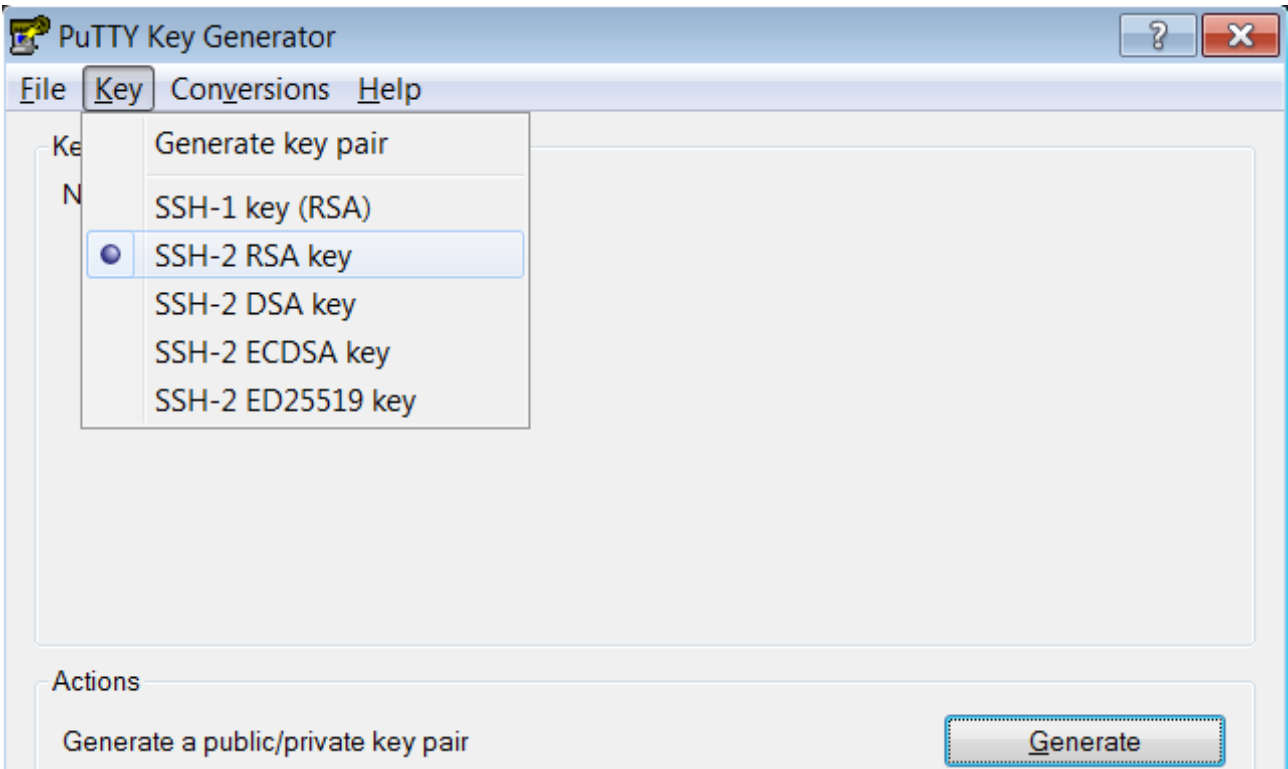 PuTTY Key Generator
File Key Conversions Help
Generate key pair
SSH-1 key (RSA)
SSH-2 RSA key
SSH-2 DSA key
SSH-2 ECDSA key
SSH-2 ED25519 key
Ke
N
Actions
Generate a public/private key pair
Generate